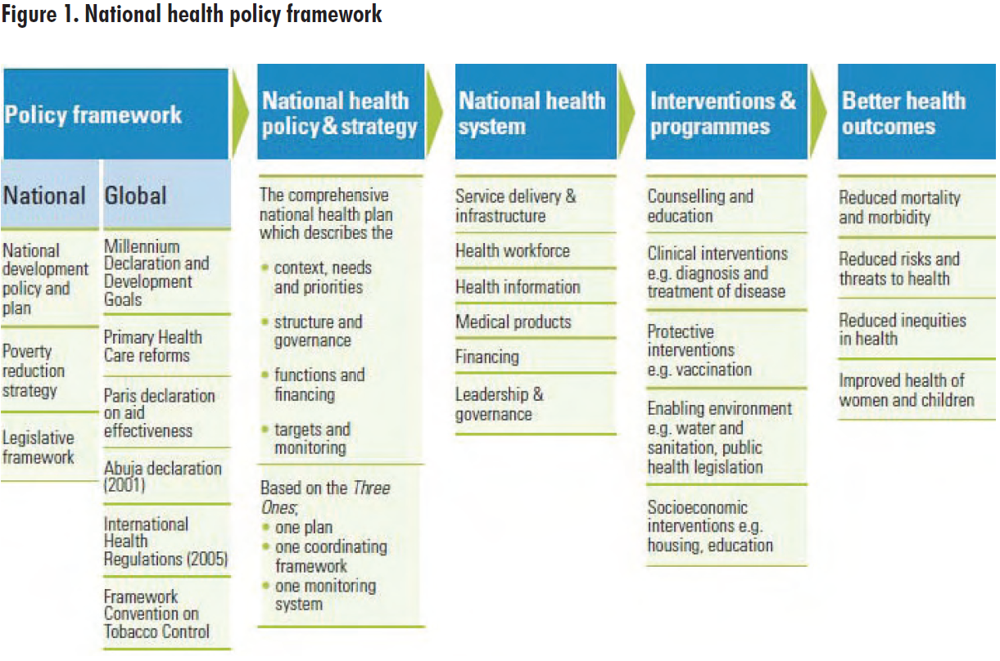 Figure 1. National health policy framework
Policy framework
National
National
development
policy and
plan
Poverty
reduction
strategy
Legislative
framework
Global
Millennium
Declaration and
Development
Goals
Primary Health
Care reforms
Paris declaration
on aid
effectiveness
Abuja declaration
(2001)
International
Health
Regulations (2005)
Framework
Convention on
Tobacco Control
National health
policy & strategy
The comprehensive
national health plan
which describes the
• context, needs
and priorities
• structure and
governance
• functions and
financing
• targets and
monitoring
Based on the Three
Ones;
• one plan
• one coordinating
framework
• one monitoring
system
National health
system
Service delivery &
infrastructure
Health workforce
Health information
Medical products
Financing
Leadership &
governance
Interventions &
programmes
Counselling and
education
Clinical interventions
e.g. diagnosis and
treatment of disease
Protective
interventions
e.g. vaccination
Enabling environment
e.g. water and
sanitation, public
health legislation
Socioeconomic
interventions e.g.
housing, education
Better health
outcomes
Reduced mortality
and morbidity
Reduced risks and
threats to health
Reduced inequities
in health
Improved health of
women and children